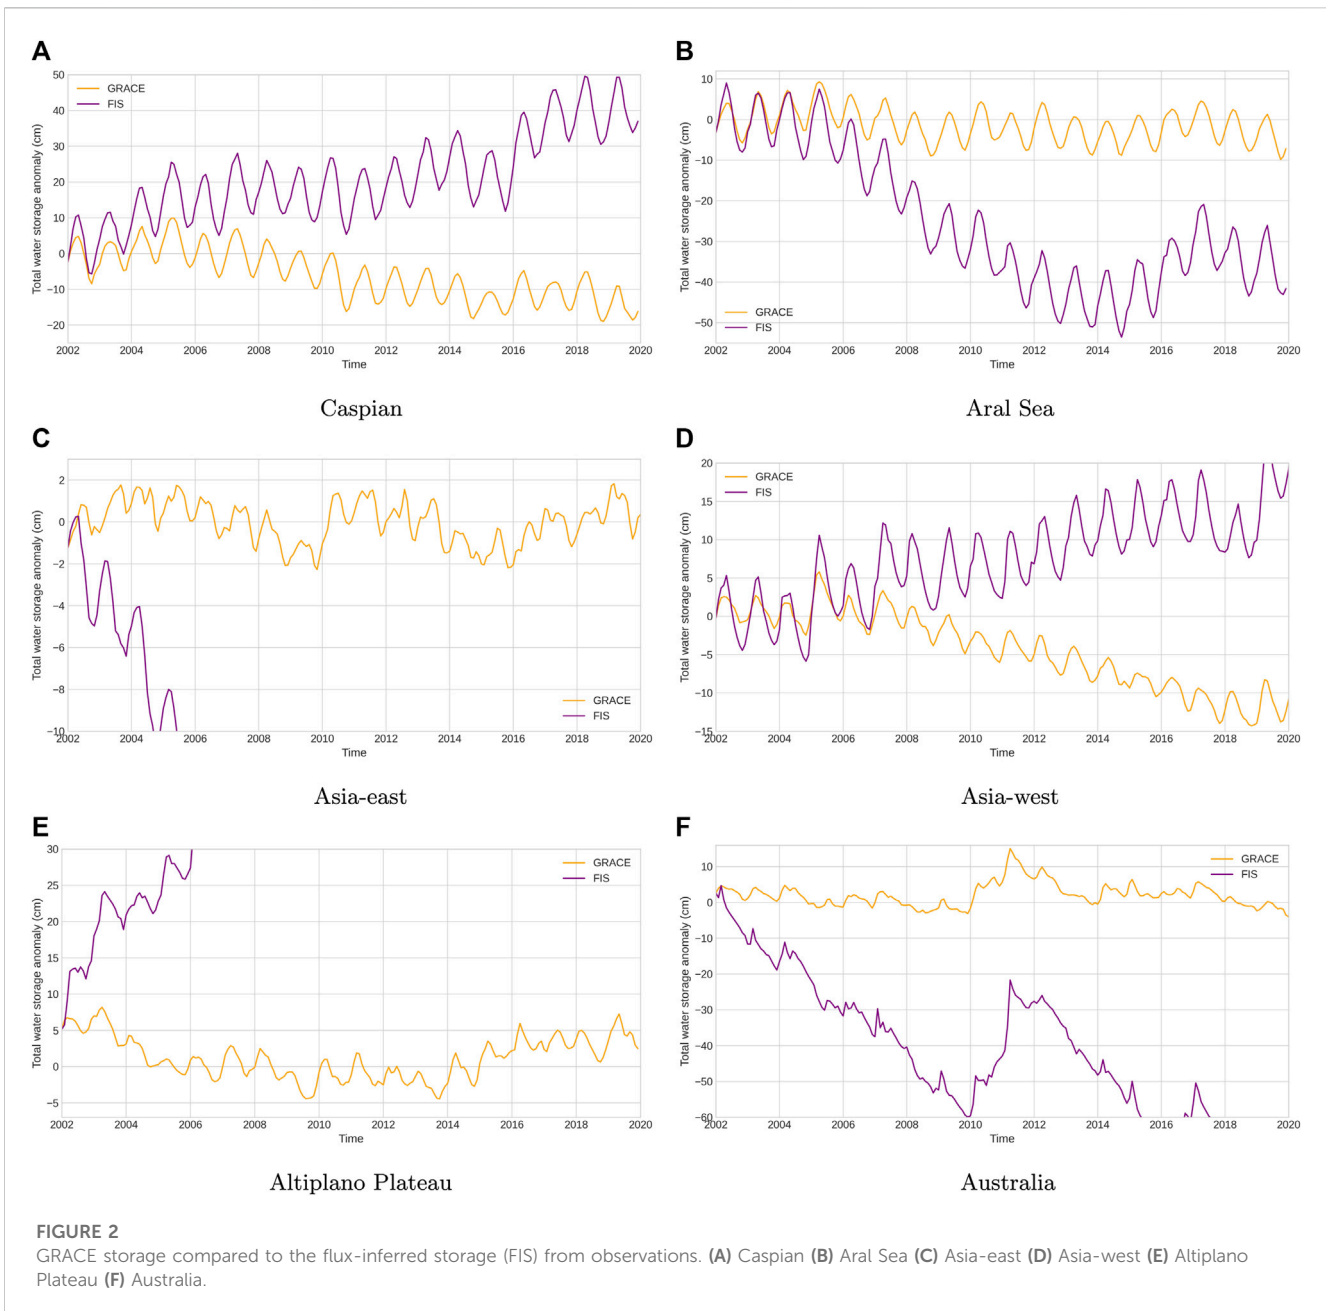 A
Total water storage anomaly (cm)
50
40
30
20
10
0
−10
−20
GRACE
FIS
2002 2004 2006 2008 2010 2012 2014 2016 2018 2020
Time
Caspian
B
Total water storage anomaly (cm)
10
0
−10
−20
−30
−40
−50
GRACE
FIS
2002 2004 2006 2008 2010 2012 2014 2016 2018 2020
Time
Aral Sea
C
Total water storage anomaly (cm)
2
0
−2
−4
−6
−8
−10
GRACE
FIS
2002 2004 2006 2008 2010 2012 2014 2016 2018 2020
Time
Asia-east
D
Total water storage anomaly (cm)
20
15
10
5
0
−5
−10
−15
GRACE
FIS
2002 2004 2006 2008 2010 2012 2014 2016 2018 2020
Time
Asia-west
E
Total water storage anomaly (cm)
30
25
20
15
10
5
0
−5
GRACE
FIS
2002 2004 2006 2008 2010 2012 2014 2016 2018 2020
Time
Altiplano Plateau
F
Total water storage anomaly (cm)
10
0
−10
−20
−30
−40
−50
−60
GRACE
FIS
2002 2004 2006 2008 2010 2012 2014 2016 2018 2020
Time
Australia
FIGURE 2
GRACE storage compared to the flux-inferred storage (FIS) from observations. (A) Caspian (B) Aral Sea (C) Asia-east (D) Asia-west (E) Altiplano
Plateau (F) Australia.